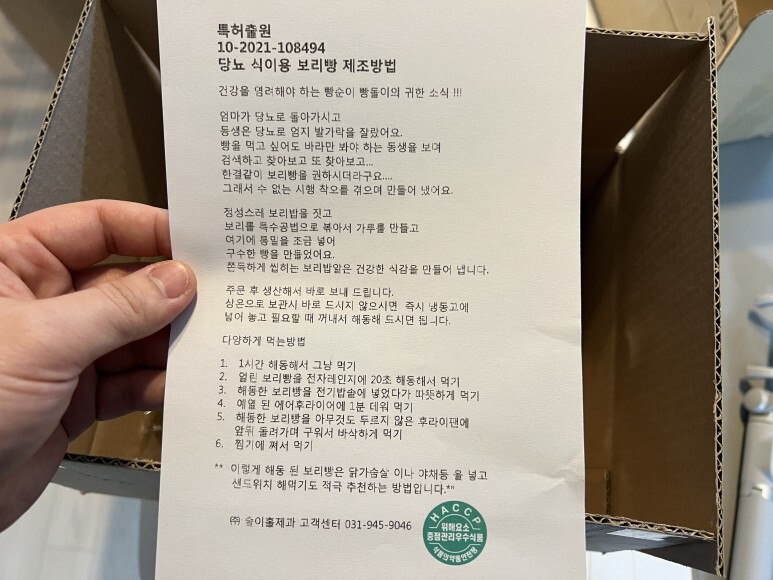 특허출원
10-2021-108494
당뇨 식이용 보리빵 제조방법
건강을 염려해야 하는 빵순이 빵돌이의 귀한 소식 !!!
엄마가 당뇨로 돌아가시고
동생은 당뇨로 엄지 발가락을 잘랐어요.
빵을 먹고 싶어도 바라만 봐야 하는 동생을 보며
검색하고 찾아보고 또 찾아보고...
한결같이 보리빵을 권하시더라구요....
그래서 수 없는 시행 착오를 겪으며 만들어 냈어요.
정성스레 보리밥을 짓고
보리를 특수공법으로 볶아서 가루를 만들고
여기에 통밀을 조금 넣어
구수한 빵을 만들었어요.
쫀득하게 씹히는 보리밥알은 건강한 식감을 만들어 냅니다.
주문 후 생산해서 바로 보내 드립니다.
상온으로 보관시 바로 드시지 않으시면 즉시 냉동고에
넣어 놓고 필요할 때 꺼내서 해동해 드시면 됩니다.
다양하게 먹는방법
1. 1시간 해동해서 그냥 먹기
2. 얼린 보리빵을 전자레인지에 20초 해동해서 먹기
3. 해동한 보리빵을 전기밥솥에 넣었다가 따뜻하게 먹기
4. 예열 된 에어후라이어에 1분 데워 먹기
5. 해동한 보리빵을 아무것도 두르지 않은 후라이팬에
앞뒤 돌려가며 구워서 바삭하게 먹기
6. 찜기에 쪄서 먹기
** 이렇게 해동 된 보리빵은 닭가슴살 이나 야채등 을 넣고
샌드위치 해먹기도 적극 추천하는 방법입니다.**
㈜ 술이홀제과 고객센터 031-945-9046
HACCP
위해요소
중점관리우수식품
식품의약품안전청